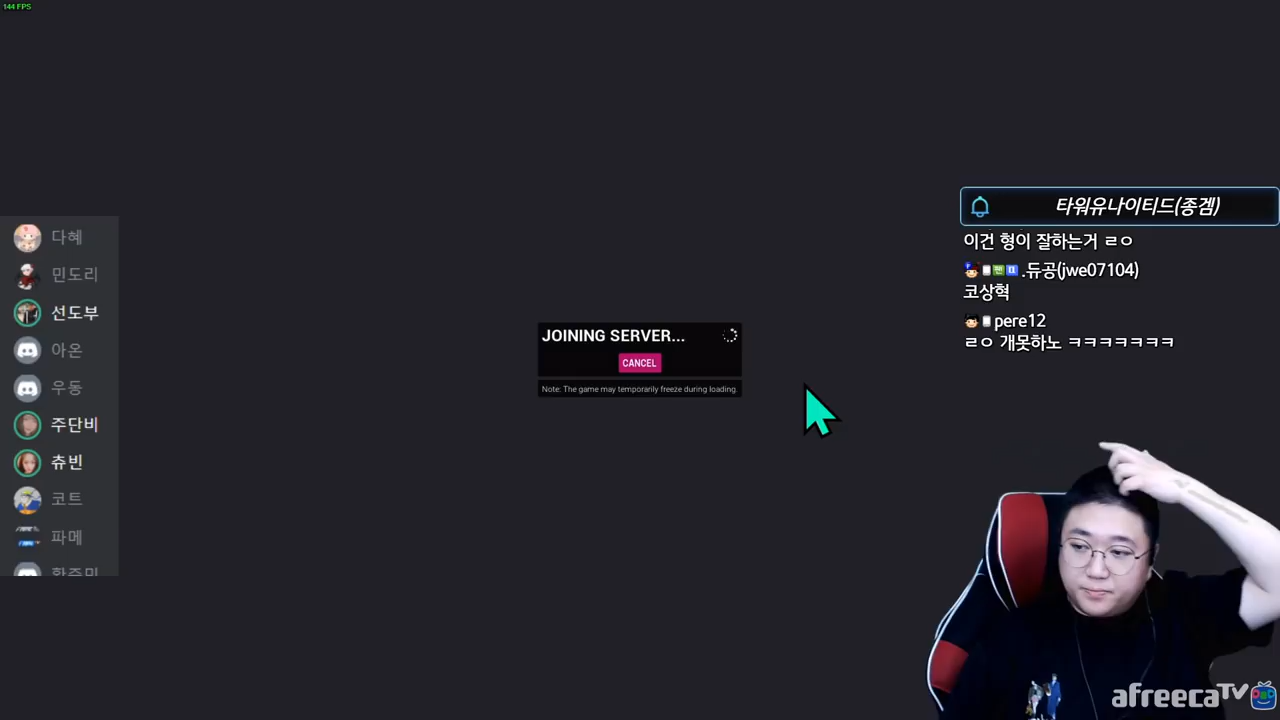 144 FPS
다혜
민도리
선도부
아온
우동
주단비
츄빈
코트
파메
JOINING SERVER...
CANCEL
Note: The game may temporarily freeze during loading.
타워유나이티드(종겜)
이건 형이 잘하는거 ㄹㅇ
.듀공(jwe07104)
코상혁
pere12
ㄹㅇ 개못하노 ㅋㅋㅋㅋㅋㅋㅋ
afreecaTV